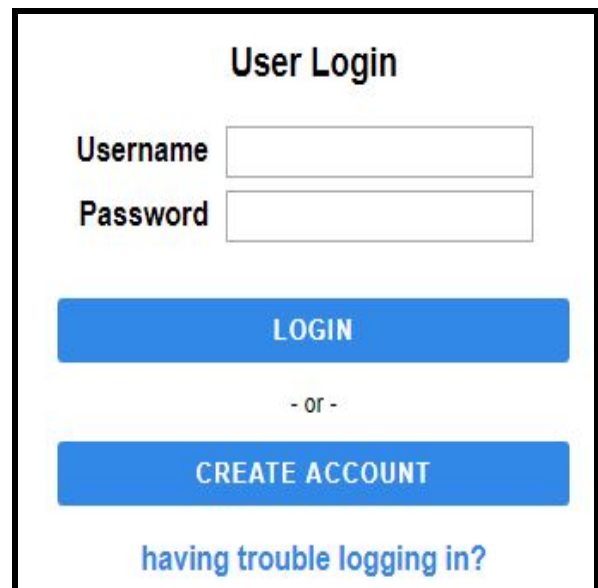 User Login
Username
Password
LOGIN
- or -
CREATE ACCOUNT
having trouble logging in?